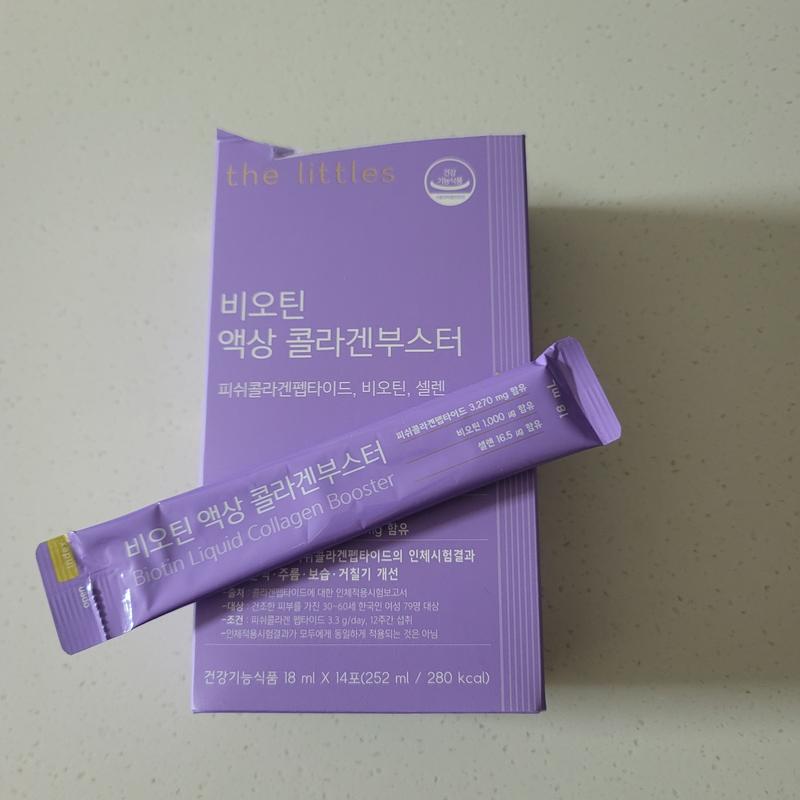 the littles
건강
기능식품
비오틴
액상 콜라겐부스터
피쉬콜라겐펩타이드, 비오틴, 셀렌
피쉬콜라겐펩타이드 3,270 mg 함유
비오틴 1,000 μg 함유
셀렌 16.5 μg 함유
18 mL
비오틴 액상 콜라겐부스터
Biotin Liquid Collagen Booster
index
함유
쉬콜라겐펩타이드의 인체시험결과
·주름·보습·거칠기 개선
-출처 : 콜라겐펩타이드에 대한 인체적용시험보고서
-대상 : 건조한 피부를 가진 30~60세 한국인 여성 79명 대상
-조건 : 피쉬콜라겐 펩타이드 3.3 g/day, 12주간 섭취
-인체적용시험결과가 모두에게 동일하게 적용되는 것은 아님
건강기능식품 18 ml X 14포(252 ml / 280 kcal)